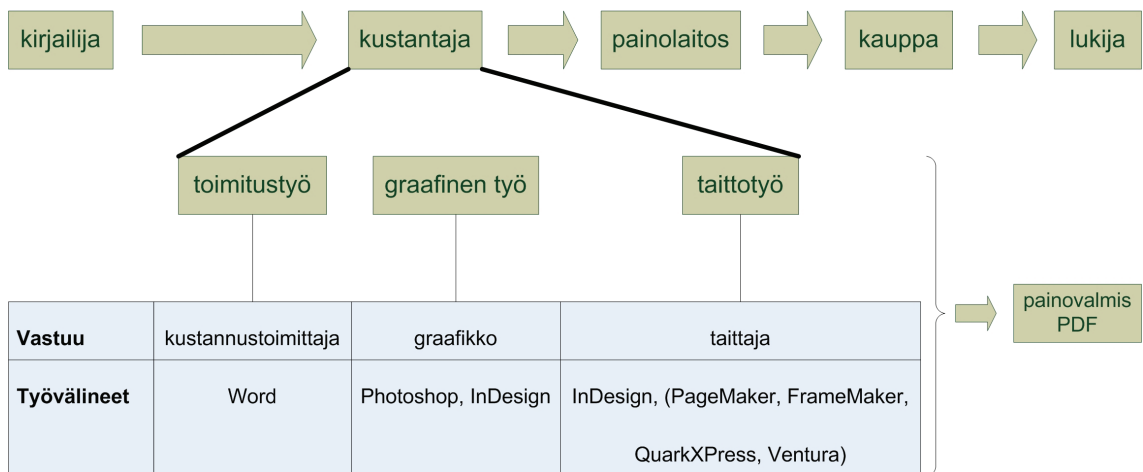 kirjailija
kustantaja
painolaitos
kauppa
lukija
toimitustyö
graafinen työ
taittotyö
painovalmis
PDF
Vastuu
kustannustoimittaja
graafikko
taittaja
Työvälineet
Word
Photoshop, InDesign
InDesign, (PageMaker, FrameMaker,
QuarkXPress, Ventura)